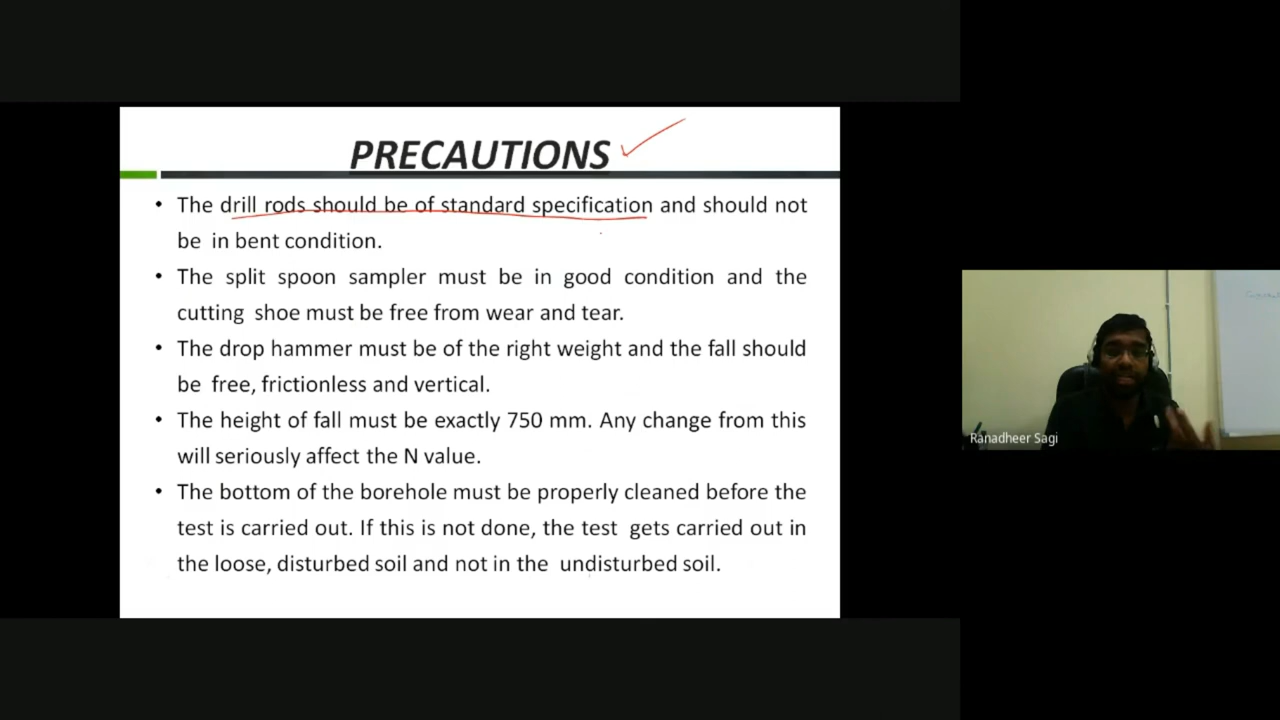 PRECAUTIONS
• The drill rods should be of standard specification and should not
be in bent condition.
• The split spoon sampler must be in good condition and the
cutting shoe must be free from wear and tear.
• The drop hammer must be of the right weight and the fall should
be free, frictionless and vertical.
• The height of fall must be exactly 750 mm. Any change from this
will seriously affect the N value.
• The bottom of the borehole must be properly cleaned before the
test is carried out. If this is not done, the test gets carried out in
the loose, disturbed soil and not in the undisturbed soil.
Ranadheer Sagi